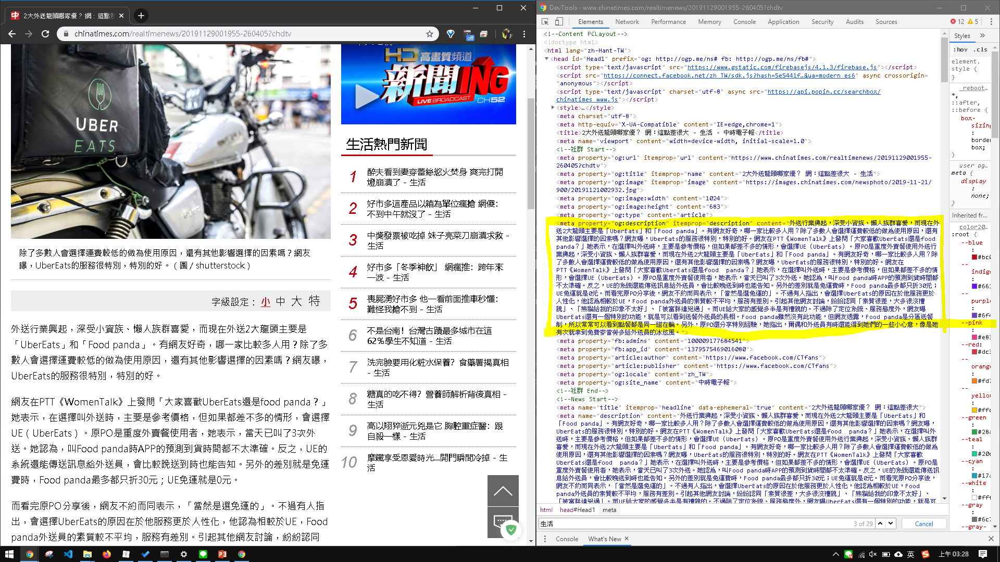 2大外送龍頭哪家優？ 網：這點差
chinatimes.com/realtimenews/20191129001955-260405?chdtv
off
UBER
EATS
除了多數人會選擇運費較低的做為使用原因，還有其他影響選擇的因素嗎？網友
曝，UberEats的服務很特別，特別的好。（圖／shutterstock）
字級設定： 小 中 大 特
外送行業興起，深受小資族、懶人族群喜愛，而現在外送2大龍頭主要是
「UberEats」和「Food panda」。有網友好奇，哪一家比較多人用？除了多
數人會選擇運費較低的做為使用原因，還有其他影響選擇的因素嗎？網友曝，
UberEats的服務很特別，特別的好。
網友在PTT《WomenTalk》上發問「大家喜歡UberEats還是food panda？」
她表示，在選擇叫外送時，主要是參考價格，但如果都差不多的情形，會選擇
UE（UberEats）。原PO是重度外賣餐使用者，她表示，當天已叫了3次外
送。她認為，叫Food panda時APP的預測到貨時間都不太準確。反之，UE的
系統還能傳送訊息給外送員，會比較晚送到時也能告知。另外的差別就是免運
費時，Food panda最多都只折30元；UE免運就是0元。
而看完原PO分享後，網友不約而同表示，「當然是選免運的」。不過有人指
出，會選擇UberEats的原因在於他服務更於人性化，他認為相較於UE，Food
panda外送員的素質較不平均，服務有差別。引起其他網友討論，紛紛認同
HD 高畫質頻道
新聞ING
LIVE BROADCAST CH52
生活熱門新聞
1 醉夫看到妻穿蕾絲慾火焚身 爽完打開
燈崩潰了 - 生活
2 好市多這產品以箱為單位瘋搶 網傻：
不到中午就沒了 - 生活
3 中獎發票被吃掉 妹子亮菜刀崩潰求救 -
生活
4 好市多「冬季神飲」 網瘋推：跨年來
一波 - 生活
5 喪屍湧好市多 他一看前面推車秒懂：
難怪我搶不到 - 生活
6 不是台南！台灣古蹟最多城市在這
62%學生不知道 - 生活
7 洗完臉要用化粧水保養？食藥署揭真相
- 生活
8 糖真的吃不得？營養師解析背後真相 -
生活
9 高以翔猝逝元兇是它 胸腔重症醫：跟
自殺一樣 - 生活
10 摩鐵享受恩愛時光...開門瞬間冷掉 - 生
活
DevTools - www.chinatimes.com/realtimenews/20191129001955-260405?chdtv
Elements Network Performance Memory Console Application Security Audits Sources 12 5
<!--Content PCLayout-->
<!doctype html>
<html lang="zh-Hant-TW">
<head id="Head1" prefix="og: http://ogp.me/ns# fb: http://ogp.me/ns/fb#">
<script type="text/javascript" src="https://www.gstatic.com/firebasejs/4.1.3/firebase.js"></script>
<script src="https://connect.facebook.net/zh_TW/sdk.js?hash=5e5441f…&ua=modern_es6" async crossorigin=
"anonymous"></script>
<script type="text/javascript" charset="utf-8" async src="https://api.popin.cc/searchbox/
chinatimes_www.js"></script>
<style>…</style>
<meta charset="utf-8">
<meta http-equiv="X-UA-Compatible" content="IE=edge,chrome=1">
<title>2大外送龍頭哪家優？ 網：這點差很大 - 生活 - 中時電子報</title>
<meta name="viewport" content="width=device-width, initial-scale=1.0">
<!--社群 Start-->
<meta property="og:url" itemprop="url" content="https://www.chinatimes.com/realtimenews/20191129001955-
260405?chdtv">
<meta property="og:title" itemprop="name" content="2大外送龍頭哪家優？ 網：這點差很大 - 生活">
<meta property="og:image" itemprop="image" content="https://images.chinatimes.com/newsphoto/2019-11-21/
900/20191121002932.jpg">
<meta property="og:image:width" content="1024">
<meta property="og:image:height" content="683">
<meta property="og:type" content="article">
<meta property="og:description" itemprop="description" content="外送行業興起，深受小資族、懶人族群喜愛，而現在外
送2大龍頭主要是「UberEats」和「Food panda」。有網友好奇，哪一家比較多人用？除了多數人會選擇運費較低的做為使用原因，還有
其他影響選擇的因素嗎？網友曝，UberEats的服務很特別，特別的好。網友在PTT《WomenTalk》上發問「大家喜歡UberEats還是food
panda？」她表示，在選擇叫外送時，主要是參考價格，但如果都差不多的情形，會選擇UE（UberEats）。原PO是重度外賣餐使用外送行
業興起，深受小資族、懶人族群喜愛，而現在外送2大龍頭主要是「UberEats」和「Food panda」。有網友好奇，哪一家比較多人用？除
了多數人會選擇運費較低的做為使用原因，還有其他影響選擇的因素嗎？網友曝，UberEats的服務很特別，特別的好。網友在
PTT《WomenTalk》上發問「大家喜歡UberEats還是food panda？」她表示，在選擇叫外送時，主要是參考價格，但如果都差不多的情
形，會選擇UE（UberEats）。原PO是重度外賣餐使用者，她表示，當天已叫了3次外送。她認為，叫Food panda時APP的預測到貨時間都
不太準確。反之，UE的系統還能傳送訊息給外送員，會比較晚送到時也能告知。另外的差別就是免運費時，Food panda最多都只折30元；
UE免運就是0元。而看完原PO分享後，網友不約而同表示，「當然是選免運的」。不過有人指出，會選擇UberEats的原因在於他服務更於
人性化，他認為相較於UE，Food panda外送員的素質較不平均，服務有差別。引起其他網友討論，紛紛認同「素質很差，大多很沒禮
貌」、「熊貓給我的印象不太好」、「被富胖達兇過」。而UE給大家的感覺多半是有禮貌的。不過除了定位系統、服務態度外，網友曝
UberEats還有一個特別的功能，就是可以看到送餐外送員的長相。Food panda雖然沒有此功能，但網友透露，Food panda是分區送餐
制，所以常常可以看到點餐都是同一組在輪。另外，原PO還分享特別經驗，她指出，兩偶和外送員有時還能得到她們的一些小心意，像是她
有次就拿到免費麥當勞多給外送員的冰炫風。">
<meta property="fb:admins" content="100009177684541">
<meta property="fb:app_id" content="1379575469016080">
<meta property="article:author" content="https://www.facebook.com/CTfans">
<meta property="article:publisher" content="https://www.facebook.com/CTfans">
<meta property="og:locale" content="zh_TW">
<meta property="og:site_name" content="中時電子報">
<!--社群 End-->
<!--News Start-->
<meta name="title" itemprop="headline" data-ephemeral="true" content="2大外送龍頭哪家優？ 網：這點差很大">
<meta name="description" content="外送行業興起，深受小資族、懶人族群喜愛，而現在外送2大龍頭主要是「UberEats」和
「Food panda」。有網友好奇，哪一家比較多人用？除了多數人會選擇運費較低的做為使用原因，還有其他影響選擇的因素嗎？網友曝，
UberEats的服務很特別，特別的好。網友在PTT《WomenTalk》上發問「大家喜歡UberEats還是food panda？」她表示，在選擇叫外
送時，主要是參考價格，但如果都差不多的情形，會選擇UE（UberEats）。原PO是重度外賣餐使用外送行業興起，深受小資族、懶人族群
喜愛，而現在外送2大龍頭主要是「UberEats」和「Food panda」。有網友好奇，哪一家比較多人用？除了多數人會選擇運費較低的做為
使用原因，還有其他影響選擇的因素嗎？網友曝，UberEats的服務很特別，特別的好。網友在PTT《WomenTalk》上發問「大家喜歡
UberEats還是food panda？」她表示，在選擇叫外送時，主要是參考價格，但如果都差不多的情形，會選擇UE（UberEats）。原PO是
重度外賣餐使用者，她表示，當天已叫了3次外送。她認為，叫Food panda時APP的預測到貨時間都不太準確。反之，UE的系統還能傳送訊
息給外送員，會比較晚送到時也能告知。另外的差別就是免運費時，Food panda最多都只折30元；UE免運就是0元。而看完原PO分享後，
網友不約而同表示，「當然是選免運的」。不過有人指出，會選擇UberEats的原因在於他服務更於人性化，他認為相較於UE，Food
panda外送員的素質較不平均，服務有差別。引起其他網友討論，紛紛認同「素質很差，大多很沒禮貌」、「熊貓給我的印象不太好」、
「被富胖達兇過」。而UE給大家的感覺多半是有禮貌的。不過除了定位系統、服務態度外，網友曝UberEats還有一個特別的功能，就是可
html head#Head1 meta
生活 3 of 29 Cancel
Console What's New
Styles
:hov .cls
element.
style {
}
_reboot…
*,
::after,
::before {
box-
sizing
:
border
box;
}
user ag…
meta {
display
:
none;
}
Inherited fr…
color20…
:root {
--blue
:
#bc0
--
indigo
:
#661
--
purple
:
#6f4
--pink
:
#e83
--red:
#dc3
--
orange
:
#fd7
--
yellow
:
#ffc
--green
:
#28a
--teal
:
#20c
--cyan
:
#17a
--white
:
#fff
--gray
:
#6c7
--gray-
英 上午 03:28